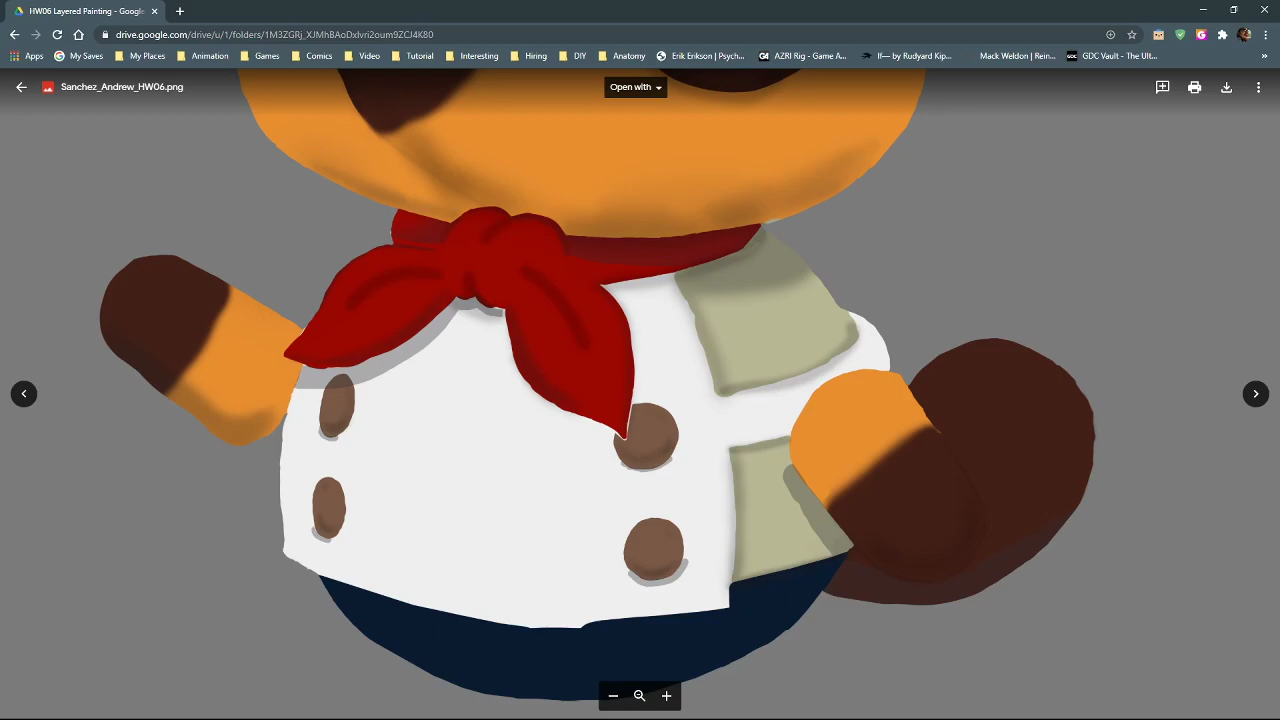 HW06 Layered Painting - Google
drive.google.com/drive/u/1/folders/1M3ZGRj_XJMhBAoDxlvri2oum9ZCJ4K80
Apps My Saves My Places Animation Games Comics Video Tutorial Interesting Hiring DIY Anatomy Erik Erikson | Psych... AZRI Rig - Game A... If— by Rudyard Kip... Mack Weldon | Rein... GDC Vault - The Ult... »
Sanchez_Andrew_HW06.png
Open with